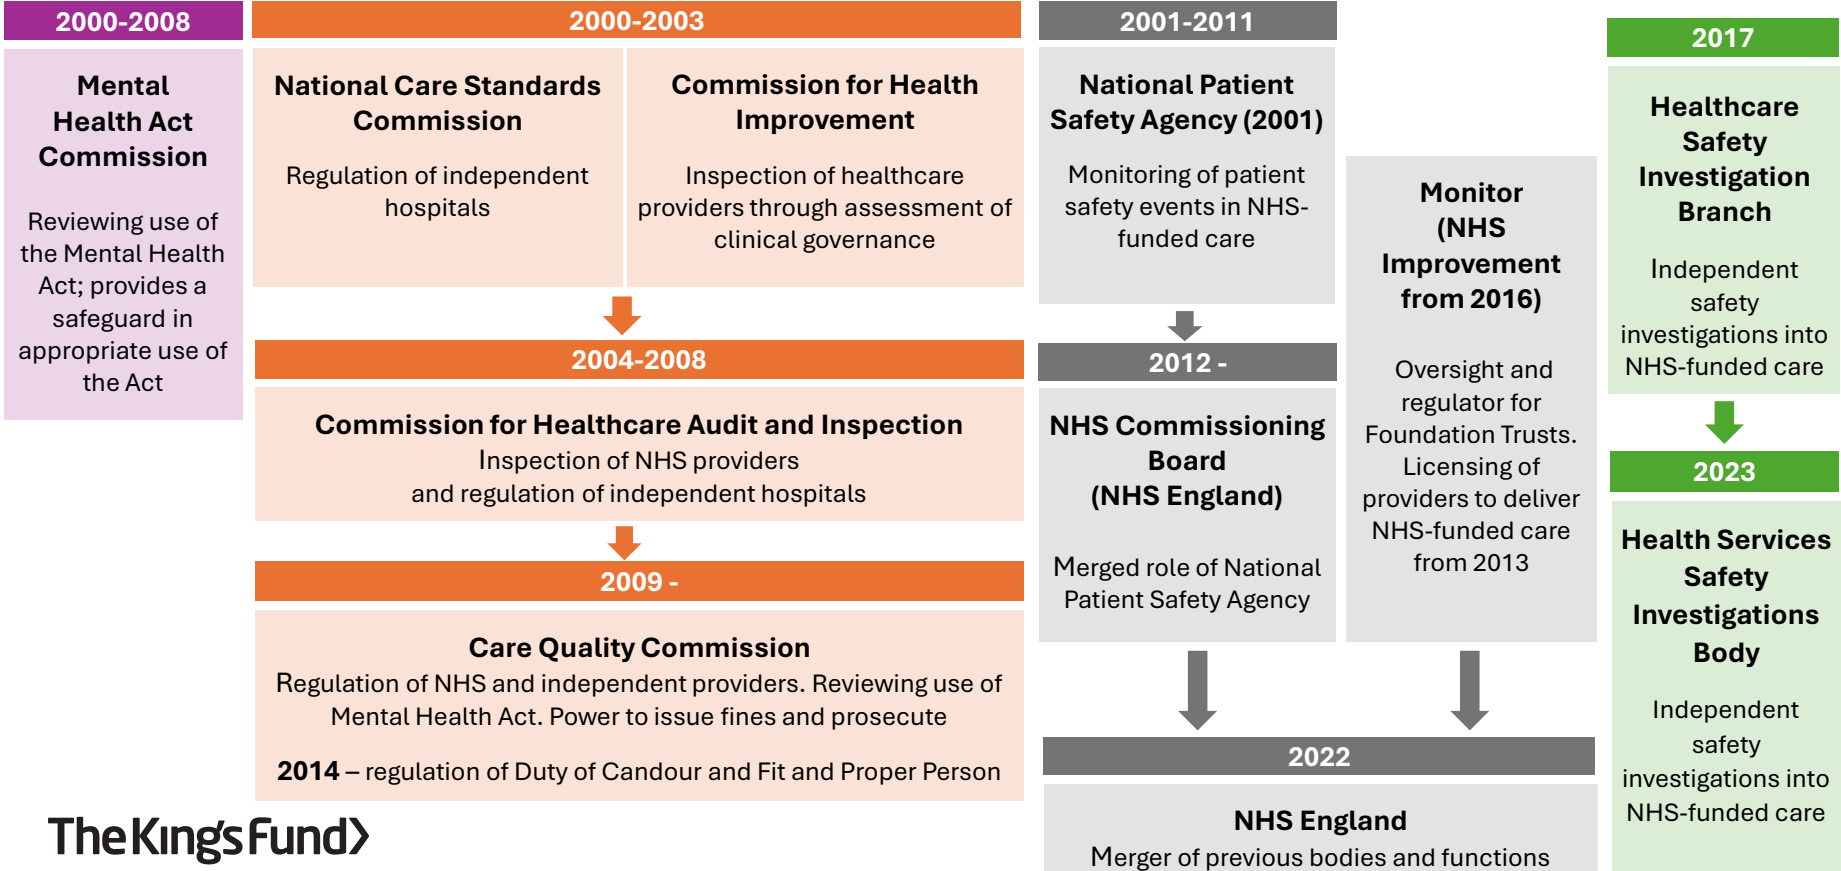 2000-2008
Mental
Health Act
Commission
Reviewing use of
the Mental Health
Act; provides a
safeguard in
appropriate use of
the Act
2000-2003
National Care Standards
Commission
Regulation of independent
hospitals
Commission for Health
Improvement
Inspection of healthcare
providers through assessment of
clinical governance
2004-2008
Commission for Healthcare Audit and Inspection
Inspection of NHS providers
and regulation of independent hospitals
2009 -
Care Quality Commission
Regulation of NHS and independent providers. Reviewing use of
Mental Health Act. Power to issue fines and prosecute
2014 – regulation of Duty of Candour and Fit and Proper Person
2001-2011
National Patient
Safety Agency (2001)
Monitoring of patient
safety events in NHS-
funded care
2012 -
NHS Commissioning
Board
(NHS England)
Merged role of National
Patient Safety Agency
Monitor
(NHS
Improvement
from 2016)
Oversight and
regulator for
Foundation Trusts.
Licensing of
providers to deliver
NHS-funded care
from 2013
2022
NHS England
Merger of previous bodies and functions
2017
Healthcare
Safety
Investigation
Branch
Independent
safety
investigations into
NHS-funded care
2023
Health Services
Safety
Investigations
Body
Independent
safety
investigations into
NHS-funded care
The King's Fund>